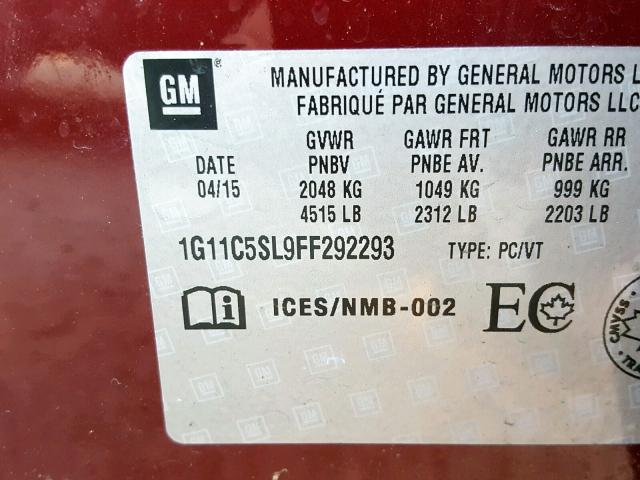 GM ®
MANUFACTURED BY GENERAL MOTORS
FABRIQUÉ PAR GENERAL MOTORS LLC
GVWR GAWR FRT GAWR RR
DATE PNBV PNBE AV. PNBE ARR.
04/15 2048 KG 1049 KG 999 KG
4515 LB 2312 LB 2203 LB
1G11C5SL9FF292293 TYPE: PC/VT
i ICES/NMB-002 EC
CMVSS